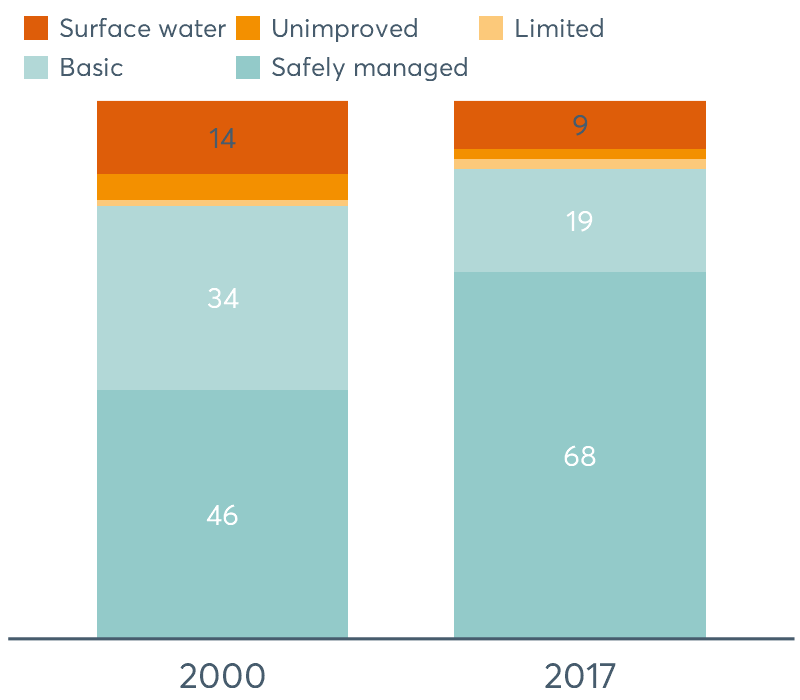 Surface water Unimproved Limited
Basic Safely managed
14 9
34 19
46 68
2000 2017